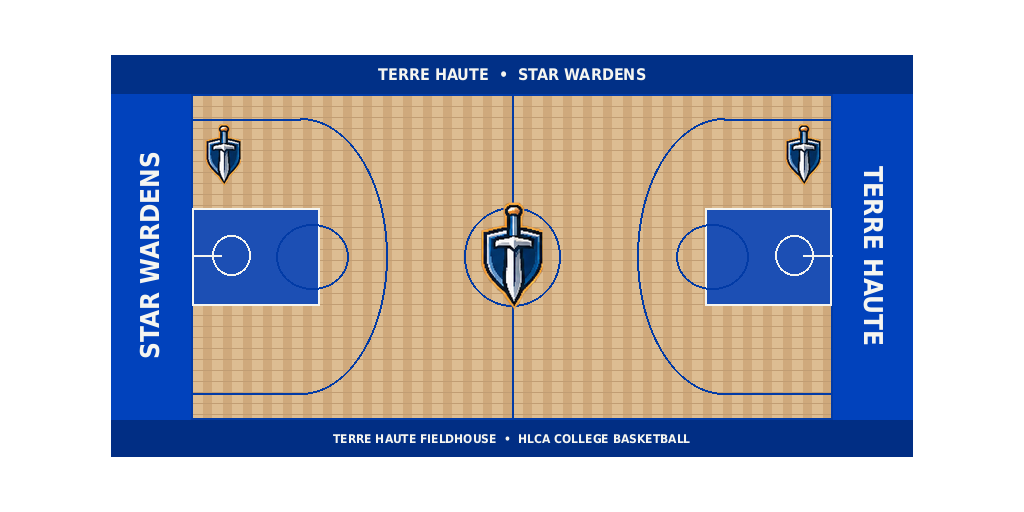 TERRE HAUTE • STAR WARDENS
STAR WARDENS
TERRE HAUTE
TERRE HAUTE FIELDHOUSE • HLCA COLLEGE BASKETBALL